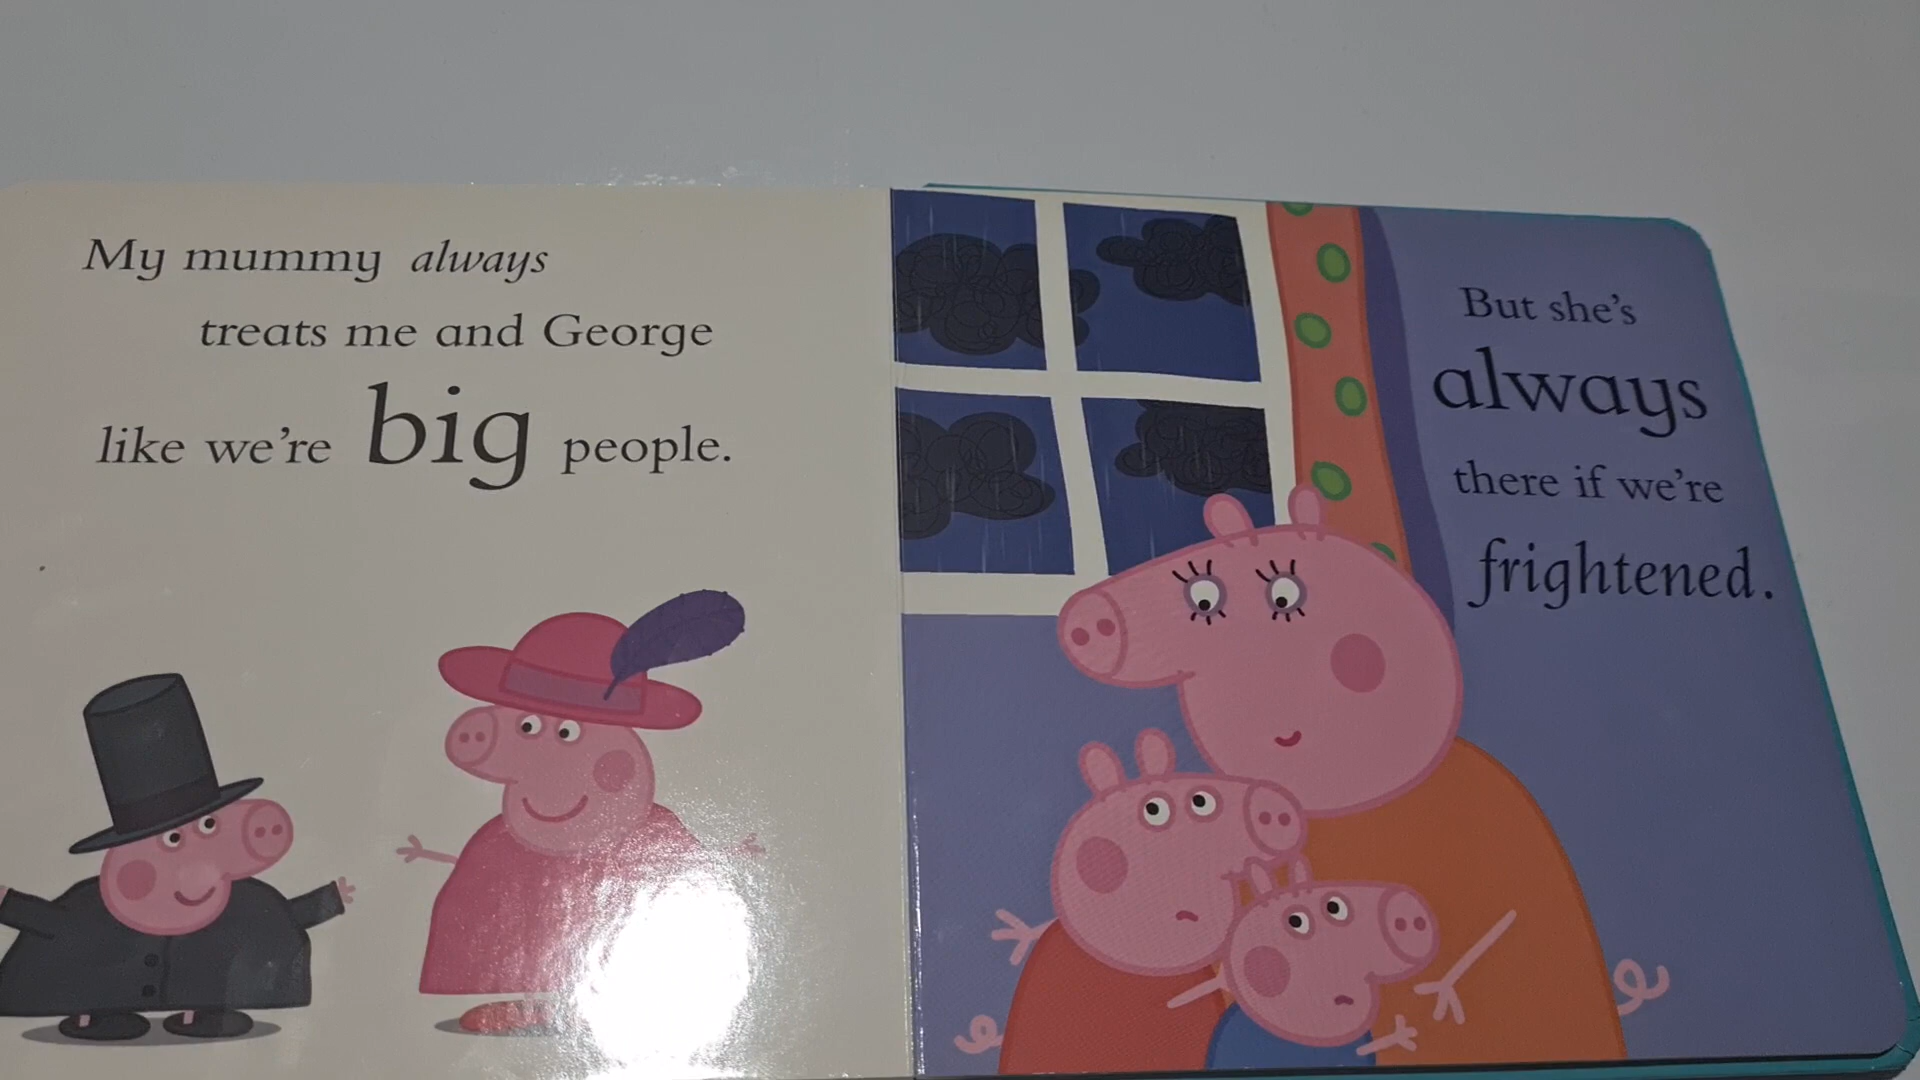 My mummy always
treats me and George
like we're big people.
But she's
always
there if we're
frightened.